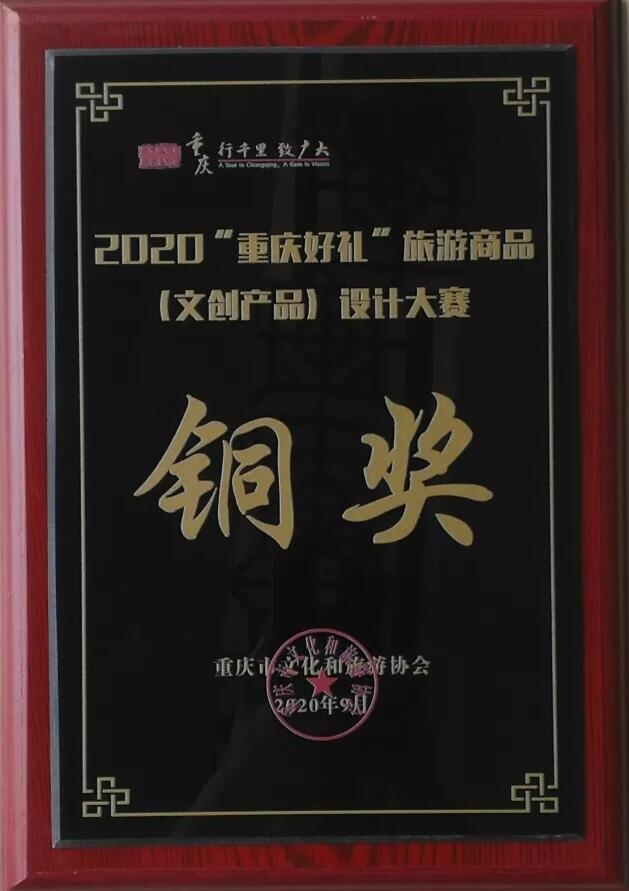 重庆 行千里 致广大
A Tour in Chongqing, A Gain in Vision
2020“重庆好礼”旅游商品
（文创产品）设计大赛
铜奖
重庆市文化和旅游协会
2020年9月